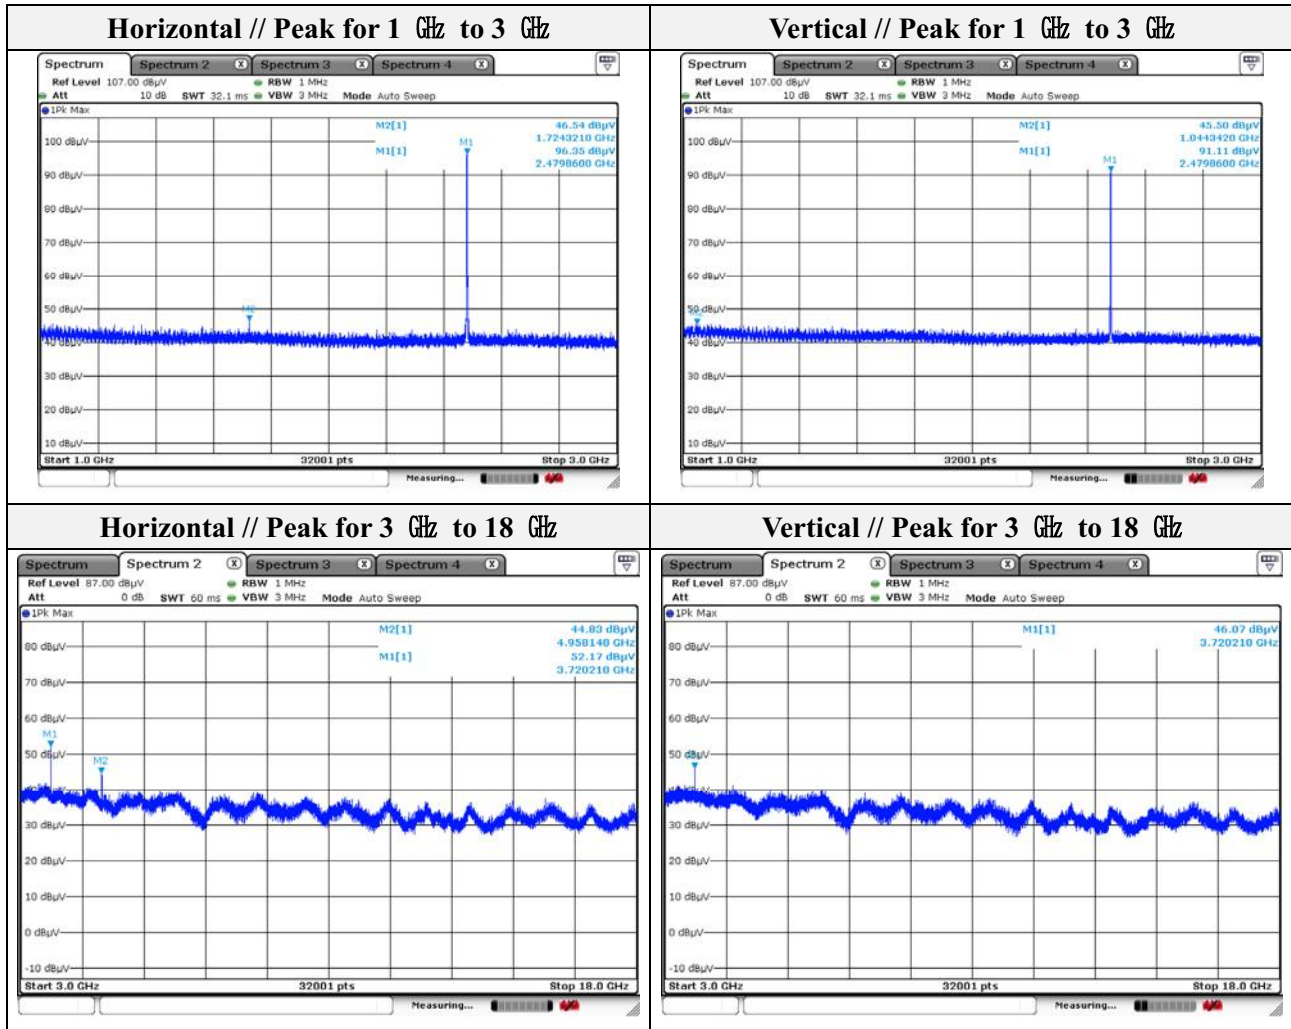 Horizontal // Peak for 1 ㎓ to 3 ㎓
Vertical // Peak for 1 ㎓ to 3 ㎓
Spectrum Spectrum 2 Spectrum 3 Spectrum 4
Ref Level 107.00 dBµV RBW 1 MHz
Att 10 dB SWT 32.1 ms VBW 3 MHz Mode Auto Sweep
1Pk Max
M2[1] 46.54 dBµV
1.7243210 GHz
M1[1] 96.35 dBµV
2.4798600 GHz
M1
M2
100 dBµV
90 dBµV
80 dBµV
70 dBµV
60 dBµV
50 dBµV
40 dBµV
30 dBµV
20 dBµV
10 dBµV
Start 1.0 GHz 32001 pts Stop 3.0 GHz
Measuring...
Spectrum Spectrum 2 Spectrum 3 Spectrum 4
Ref Level 107.00 dBµV RBW 1 MHz
Att 10 dB SWT 32.1 ms VBW 3 MHz Mode Auto Sweep
1Pk Max
M2[1] 45.50 dBµV
1.0443420 GHz
M1[1] 91.11 dBµV
2.4798600 GHz
M1
100 dBµV
90 dBµV
80 dBµV
70 dBµV
60 dBµV
50 dBµV
40 dBµV
30 dBµV
20 dBµV
10 dBµV
Start 1.0 GHz 32001 pts Stop 3.0 GHz
Measuring...
Horizontal // Peak for 3 ㎓ to 18 ㎓
Vertical // Peak for 3 ㎓ to 18 ㎓
Spectrum Spectrum 2 Spectrum 3 Spectrum 4
Ref Level 87.00 dBµV RBW 1 MHz
Att 0 dB SWT 60 ms VBW 3 MHz Mode Auto Sweep
1Pk Max
M2[1] 44.83 dBµV
4.958140 GHz
M1[1] 52.17 dBµV
3.720210 GHz
M1
M2
80 dBµV
70 dBµV
60 dBµV
50 dBµV
40 dBµV
30 dBµV
20 dBµV
10 dBµV
0 dBµV
-10 dBµV
Start 3.0 GHz 32001 pts Stop 18.0 GHz
Measuring...
Spectrum Spectrum 2 Spectrum 3 Spectrum 4
Ref Level 87.00 dBµV RBW 1 MHz
Att 0 dB SWT 60 ms VBW 3 MHz Mode Auto Sweep
1Pk Max
M1[1] 46.07 dBµV
3.720210 GHz
80 dBµV
70 dBµV
60 dBµV
50 dBµV
40 dBµV
30 dBµV
20 dBµV
10 dBµV
0 dBµV
-10 dBµV
Start 3.0 GHz 32001 pts Stop 18.0 GHz
Measuring...